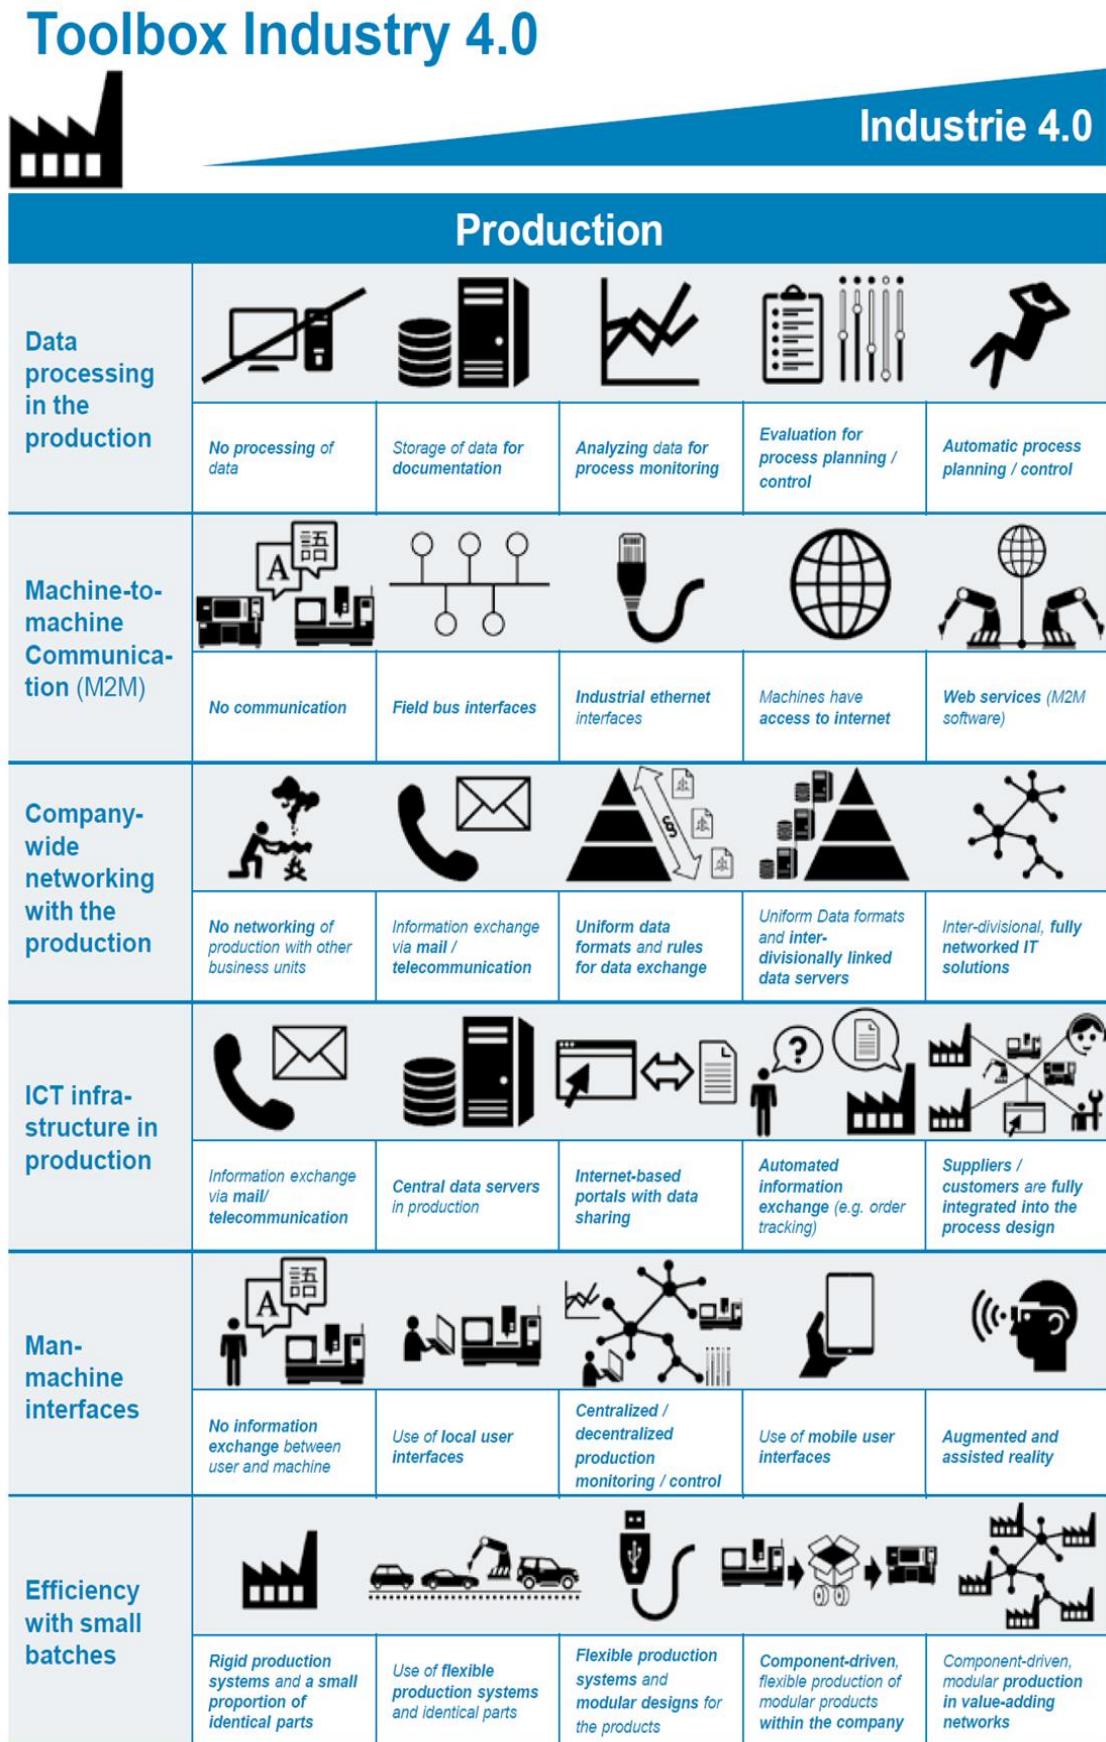 Toolbox Industry 4.0
Industrie 4.0
Production
Data
processing
in the
production
No processing of
data
Storage of data for
documentation
Analyzing data for
process monitoring
Evaluation for
process planning /
control
Automatic process
planning / control
Machine-to-
machine
Communica-
tion (M2M)
A 語
No communication
Field bus interfaces
Industrial ethernet
interfaces
Machines have
access to internet
Web services (M2M
software)
Company-
wide
networking
with the
production
§
No networking of
production with other
business units
Information exchange
via mail /
telecommunication
Uniform data
formats and rules
for data exchange
Uniform Data formats
and inter-
divisionally linked
data servers
Inter-divisional, fully
networked IT
solutions
ICT infra-
structure in
production
?
Information exchange
via mail/
telecommunication
Central data servers
in production
Internet-based
portals with data
sharing
Automated
information
exchange (e.g. order
tracking)
Suppliers /
customers are fully
integrated into the
process design
Man-
machine
interfaces
A 語
No information
exchange between
user and machine
Use of local user
interfaces
Centralized /
decentralized
production
monitoring / control
Use of mobile user
interfaces
Augmented and
assisted reality
Efficiency
with small
batches
Rigid production
systems and a small
proportion of
identical parts
Use of flexible
production systems
and identical parts
Flexible production
systems and
modular designs for
the products
Component-driven,
flexible production of
modular products
within the company
Component-driven,
modular production
in value-adding
networks